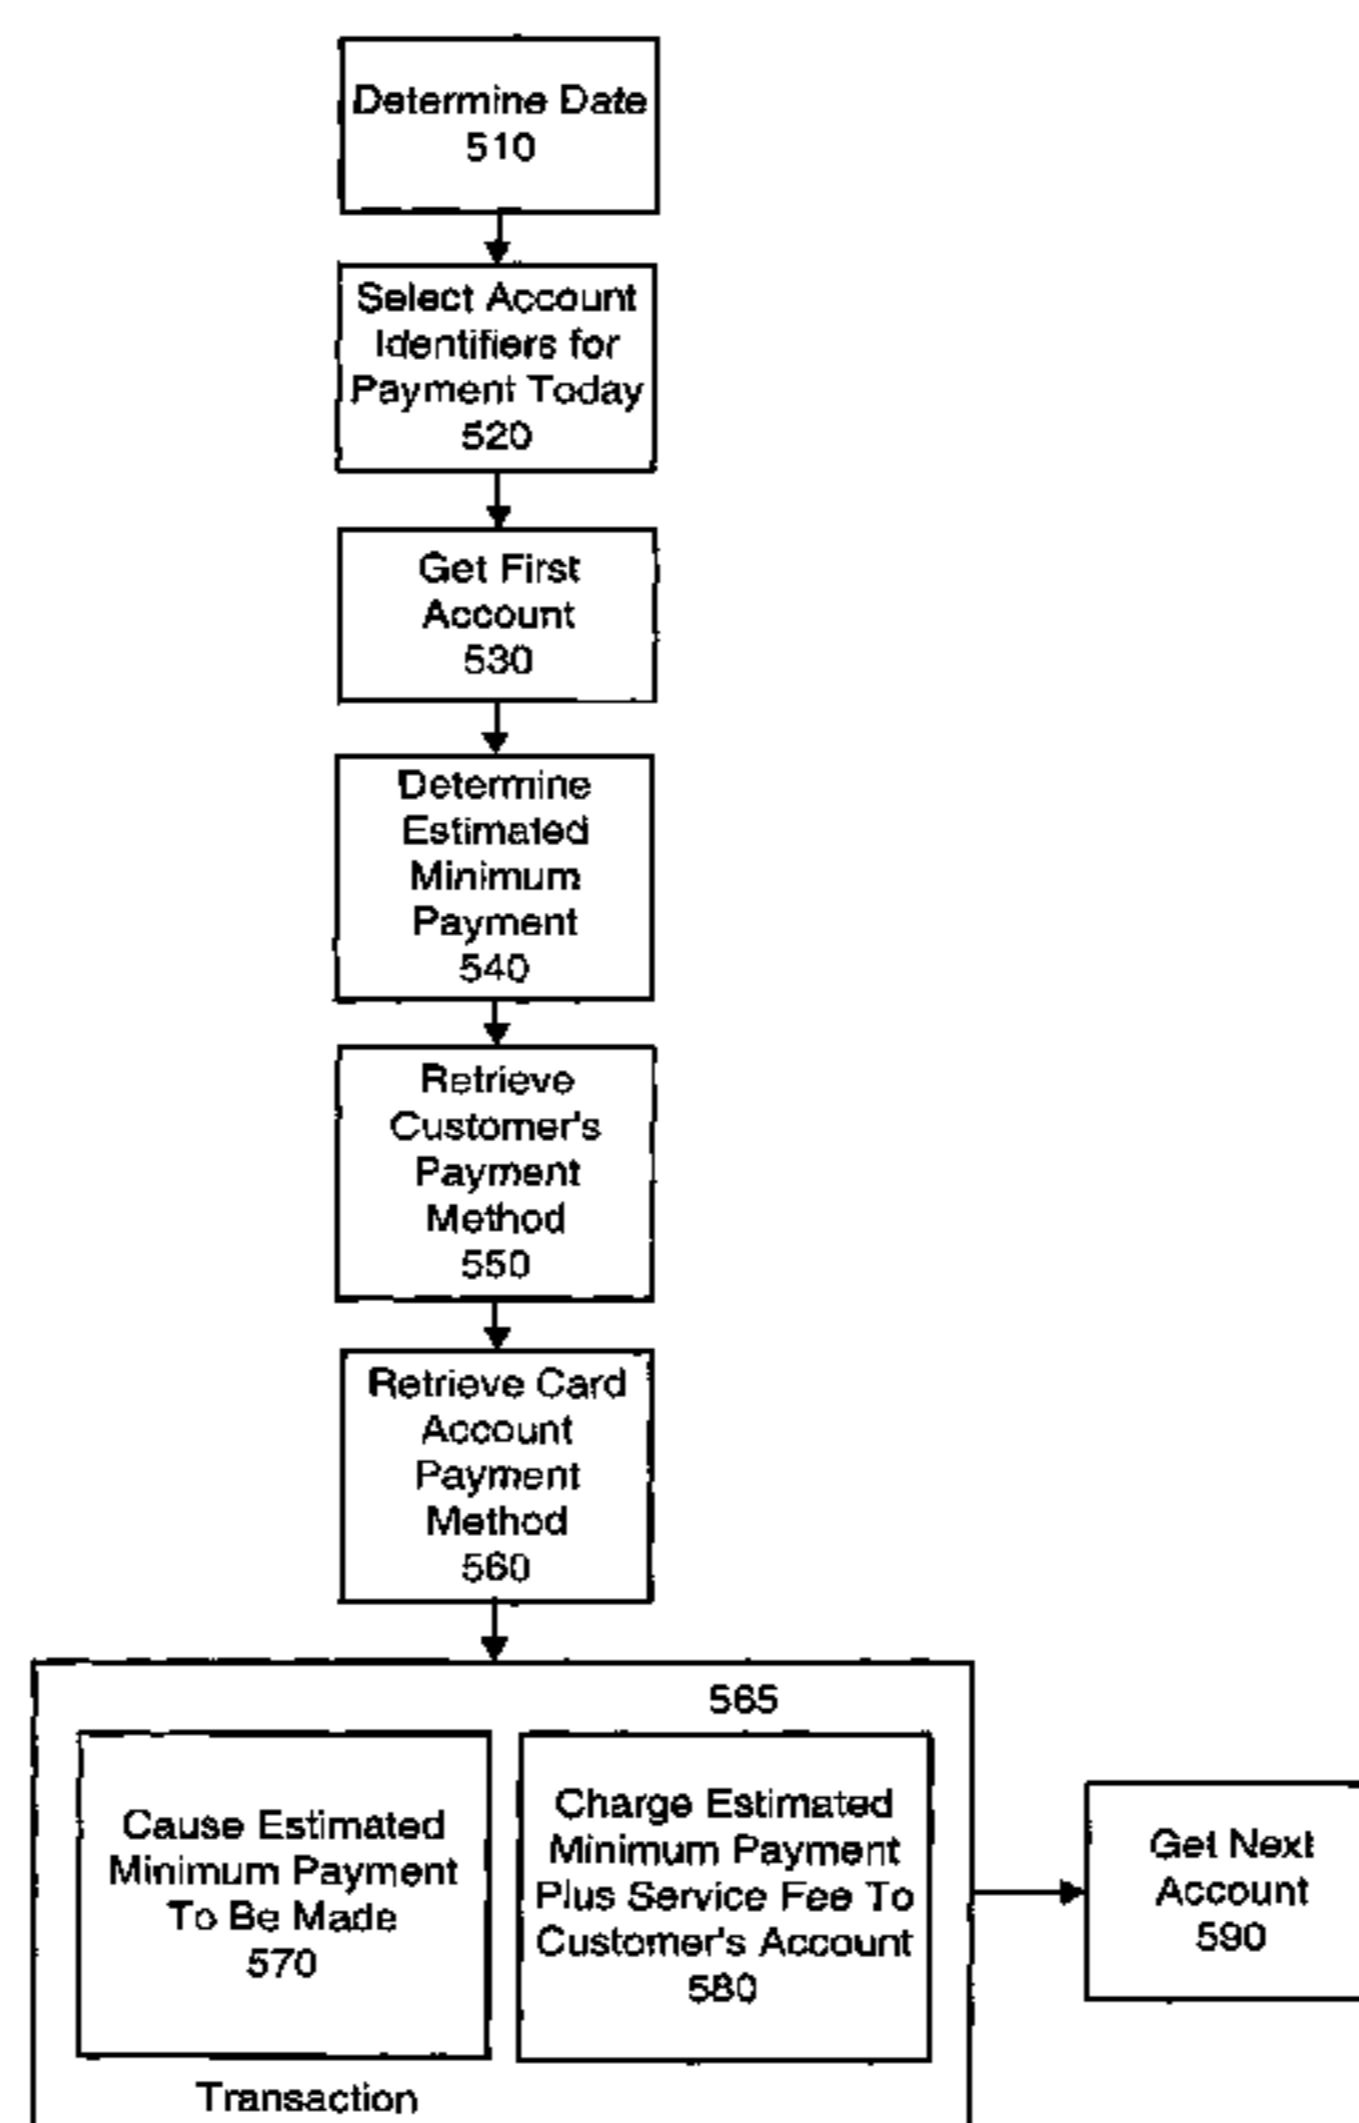 Determine Date
510
Select Account
Identifiers for
Payment Today
520
Get First
Account
530
Determine
Estimated
Minimum
Payment
540
Retrieve
Customer's
Payment
Method
550
Retrieve Card
Account
Payment
Method
560
565
Cause Estimated
Minimum Payment
To Be Made
570
Charge Estimated
Minimum Payment
Plus Service Fee To
Customer's Account
580
Transaction
Get Next
Account
590